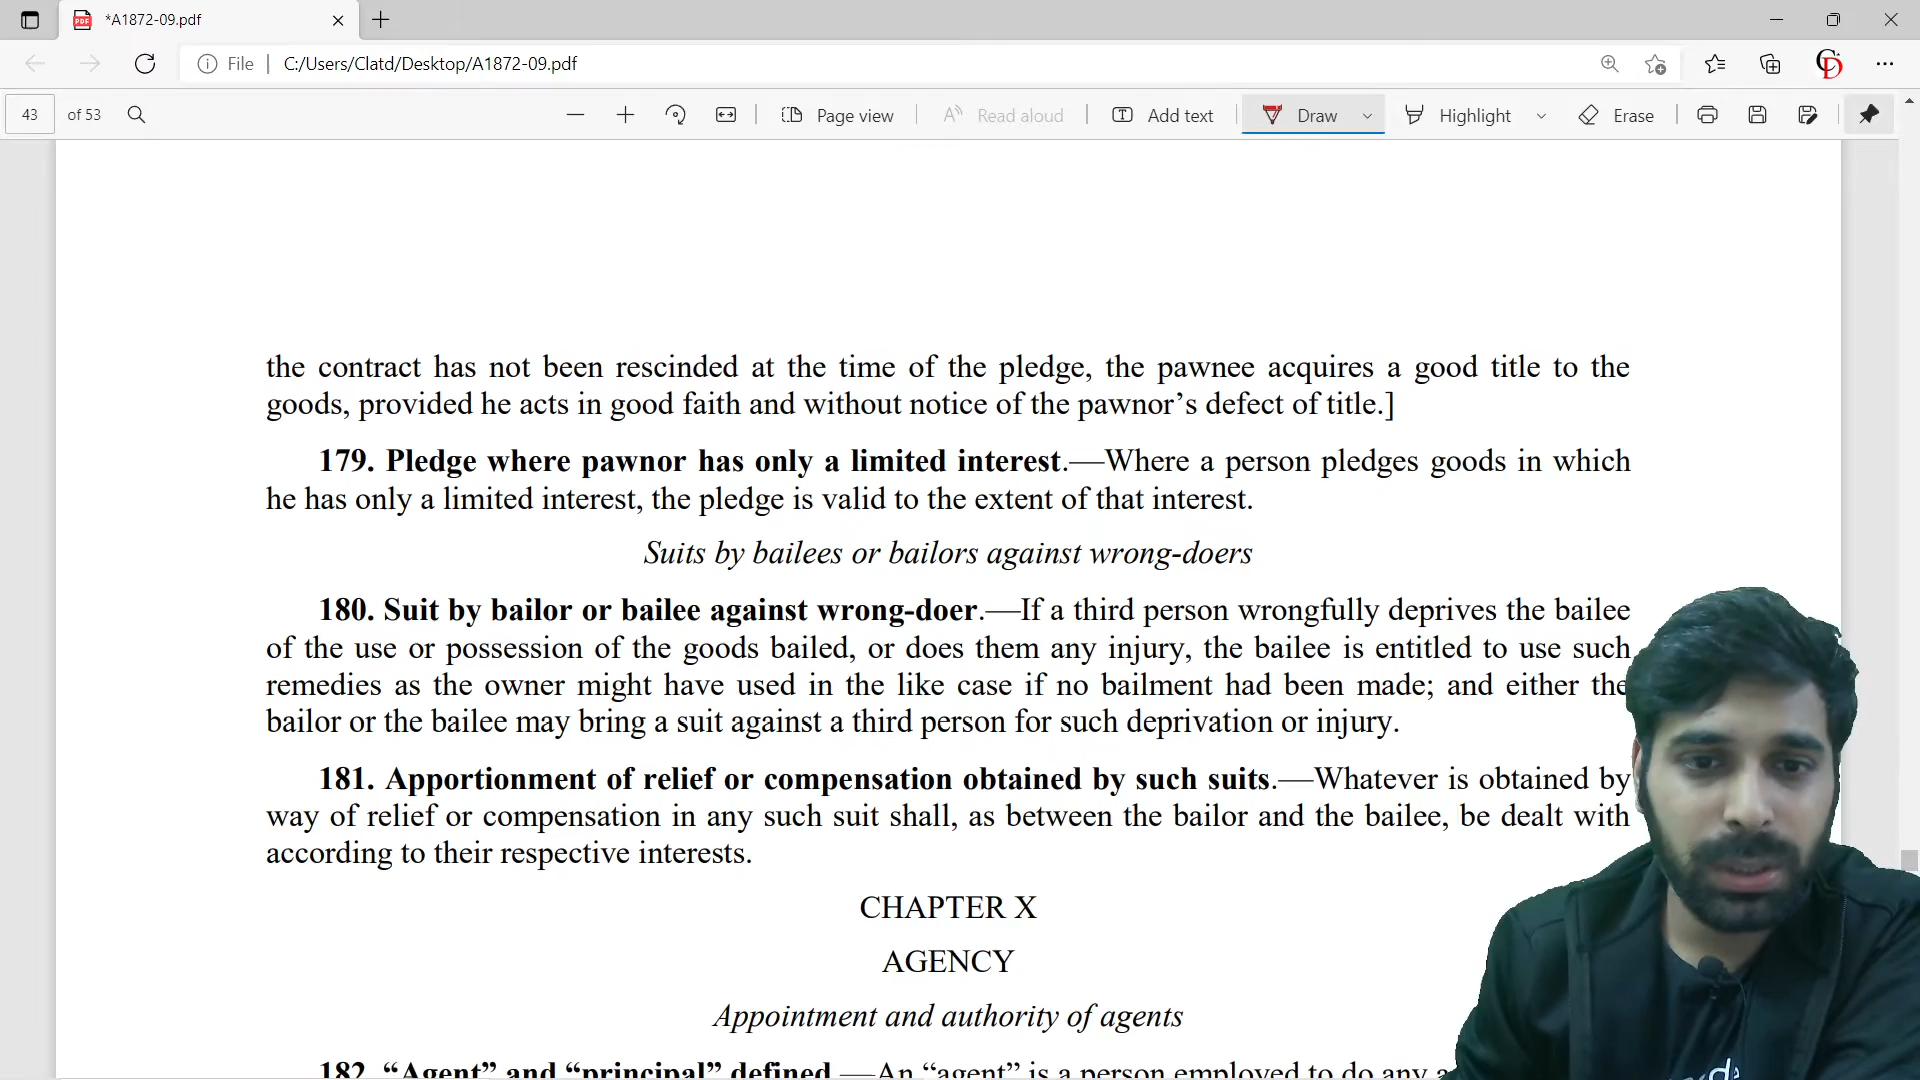 *A1872-09.pdf
File
C:/Users/Clatd/Desktop/A1872-09.pdf
43 of 53
Page view
Read aloud
Add text
Draw
Highlight
Erase
the contract has not been rescinded at the time of the pledge, the pawnee acquires a good title to the
goods, provided he acts in good faith and without notice of the pawnor’s defect of title.]
179. Pledge where pawnor has only a limited interest.—Where a person pledges goods in which
he has only a limited interest, the pledge is valid to the extent of that interest.
Suits by bailees or bailors against wrong-doers
180. Suit by bailor or bailee against wrong-doer.—If a third person wrongfully deprives the bailee
of the use or possession of the goods bailed, or does them any injury, the bailee is entitled to use such
remedies as the owner might have used in the like case if no bailment had been made; and either the
bailor or the bailee may bring a suit against a third person for such deprivation or injury.
181. Apportionment of relief or compensation obtained by such suits.—Whatever is obtained by
way of relief or compensation in any such suit shall, as between the bailor and the bailee, be dealt with
according to their respective interests.
CHAPTER X
AGENCY
Appointment and authority of agents
182. “Agent” and “principal” defined.—An “agent” is a person employed to do any a